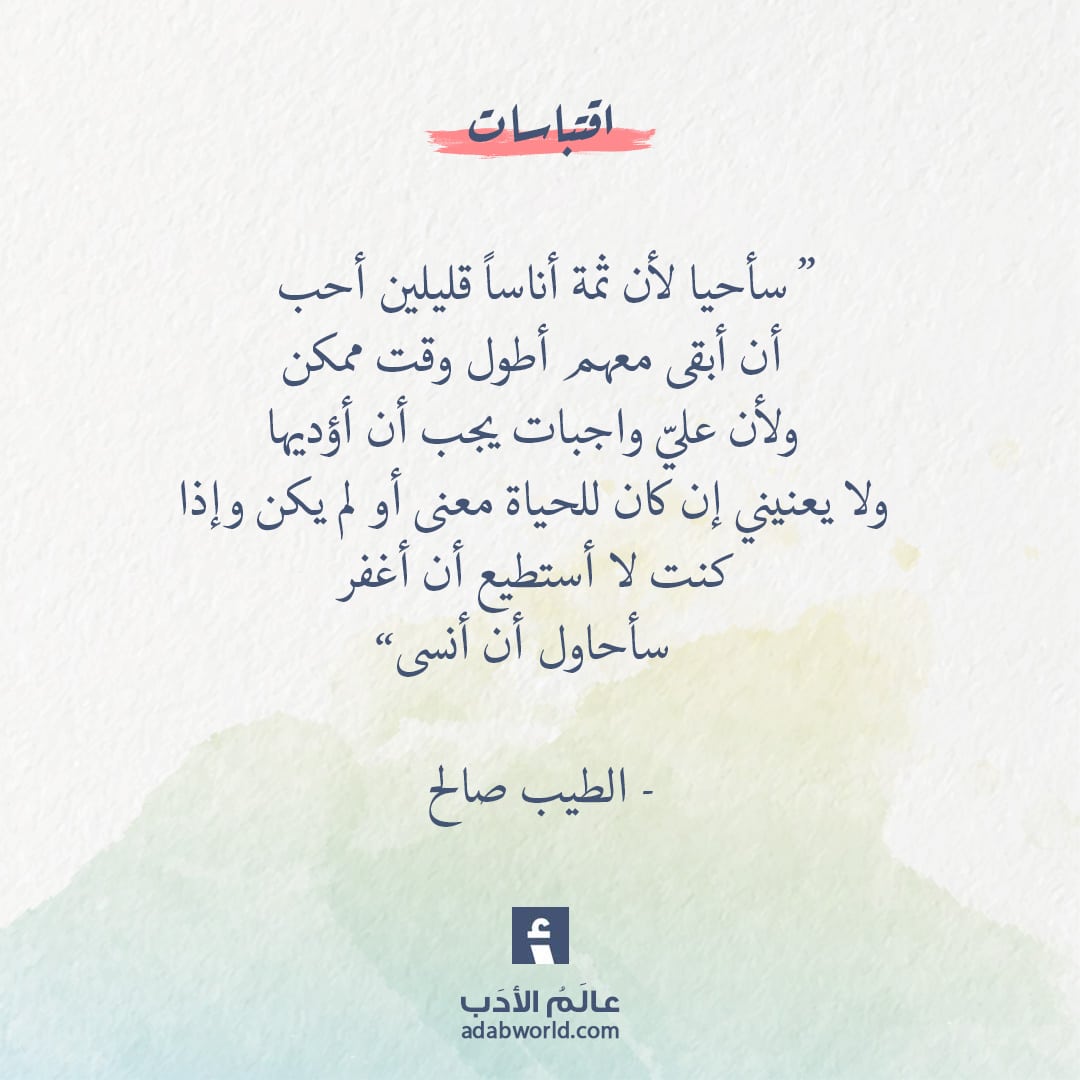 اقتباسات
” سأحيا لأن ثمة أناساً قليلين أحب
أن أبقى معهم أطول وقت ممكن
ولأن عليّ واجبات يجب أن أؤديها
ولا يعنيني إن كان للحياة معنى أو لم يكن وإذا
كنت لا أستطيع أن أغفر
سأحاول أن أنسى“
- الطيب صالح
أ
عالَمُ الأدَب
adabworld.com